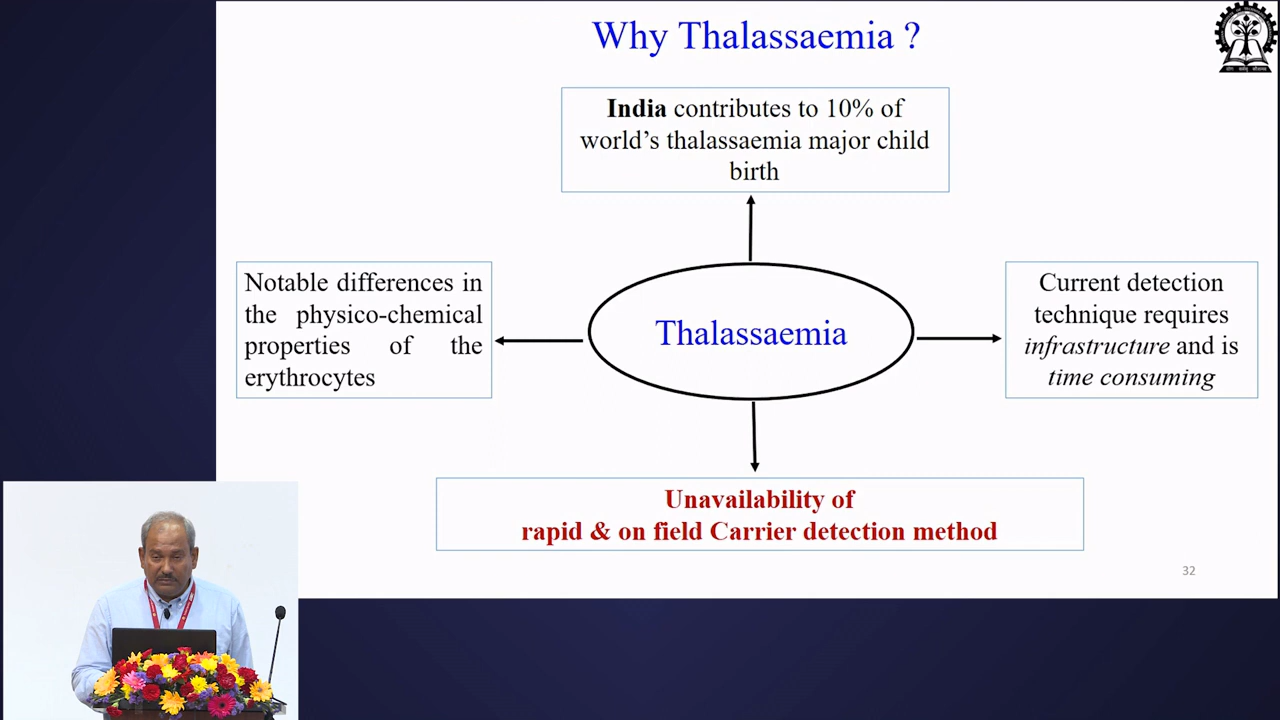 Why Thalassaemia ?
India contributes to 10% of
world's thalassaemia major child
birth
Notable differences in
the physico-chemical
properties of the
erythrocytes
Thalassaemia
Current detection
technique requires
infrastructure and is
time consuming
Unavailability of
rapid & on field Carrier detection method
32